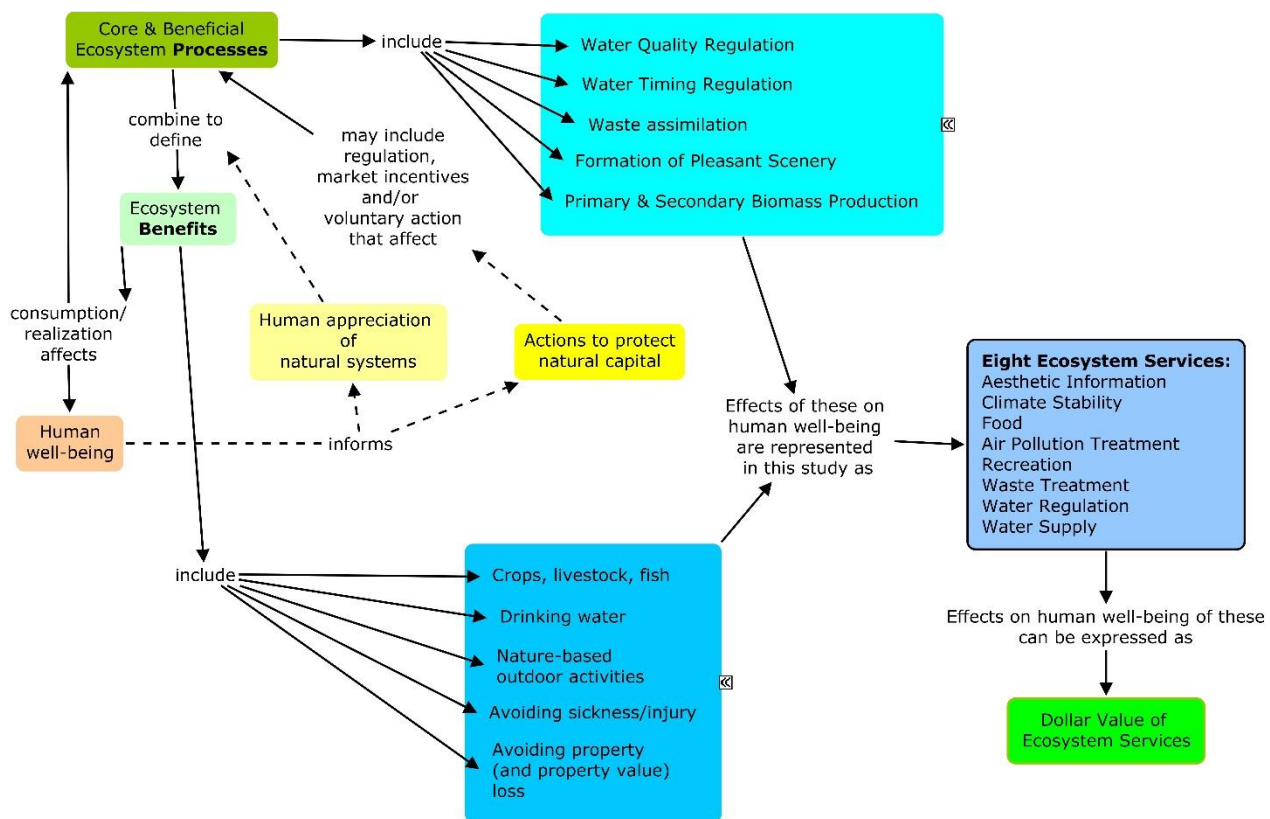 Core & Beneficial
Ecosystem Processes
include
Water Quality Regulation
Water Timing Regulation
Waste assimilation
Formation of Pleasant Scenery
Primary & Secondary Biomass Production
combine to
define
may include
regulation,
market incentives
and/or
voluntary action
that affect
Ecosystem
Benefits
consumption/
realization
affects
Human appreciation
of
natural systems
Actions to protect
natural capital
Human
well-being
informs
Effects of these on
human well-being
are represented
in this study as
Eight Ecosystem Services:
Aesthetic Information
Climate Stability
Food
Air Pollution Treatment
Recreation
Waste Treatment
Water Regulation
Water Supply
include
Crops, livestock, fish
Drinking water
Nature-based
outdoor activities
Avoiding sickness/injury
Avoiding property
(and property value)
loss
Effects on human well-being of these
can be expressed as
Dollar Value of
Ecosystem Services